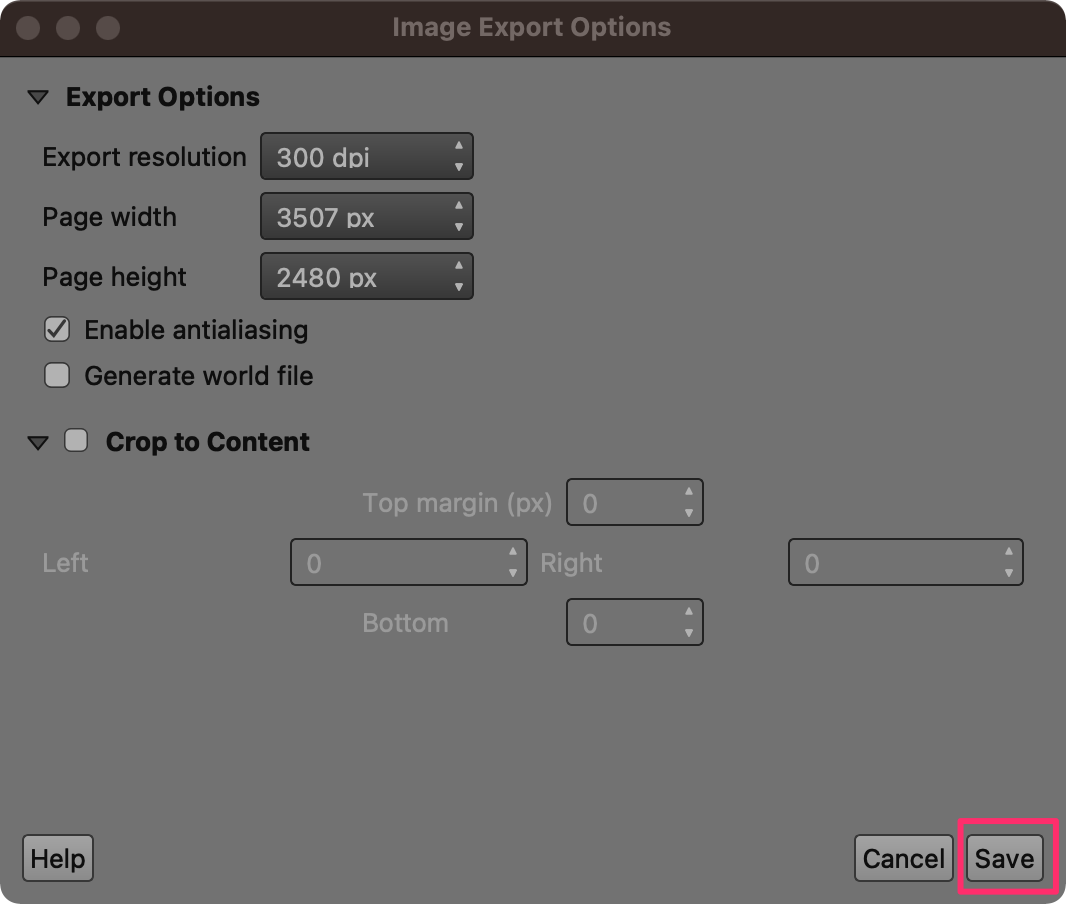 Image Export Options
Export Options
Export resolution 300 dpi
Page width 3507 px
Page height 2480 px
Enable antialiasing
Generate world file
Crop to Content
Top margin (px) 0
Left 0 Right 0
Bottom 0
Help Cancel Save